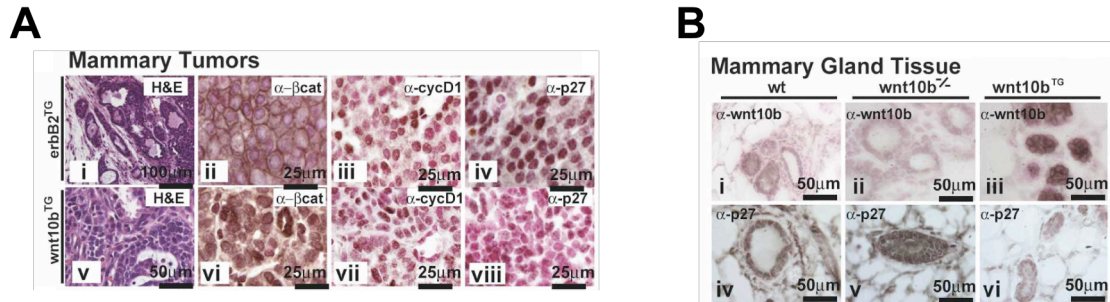 A
Mammary Tumors
erbB2TG
H&E
i
100μm
α-βcat
ii
25μm
α-cycD1
iii
25μm
α-p27
iv
25μm
wnt10bTG
H&E
v
50μm
α-βcat
vi
25μm
α-cycD1
vii
25μm
α-p27
viii
25μm
B
Mammary Gland Tissue
wt
wnt10b-/-
wnt10bTG
α-wnt10b
i
50μm
α-wnt10b
ii
50μm
α-wnt10b
iii
50μm
α-p27
iv
50μm
α-p27
v
50μm
α-p27
vi
50μm